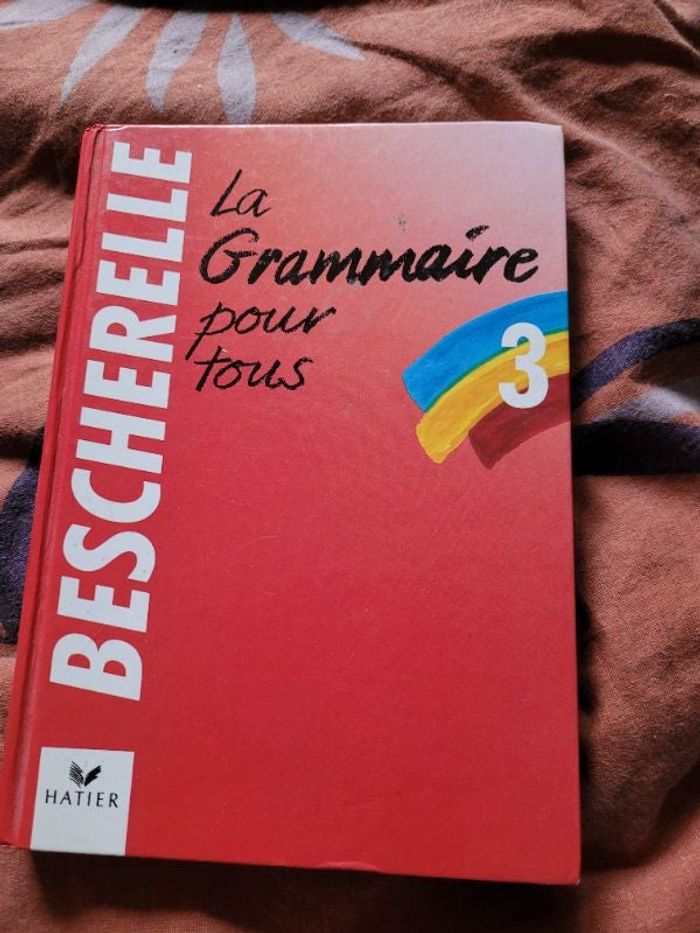 BESCHERELLE
La
Grammaire
pour
tous
3
HATIER